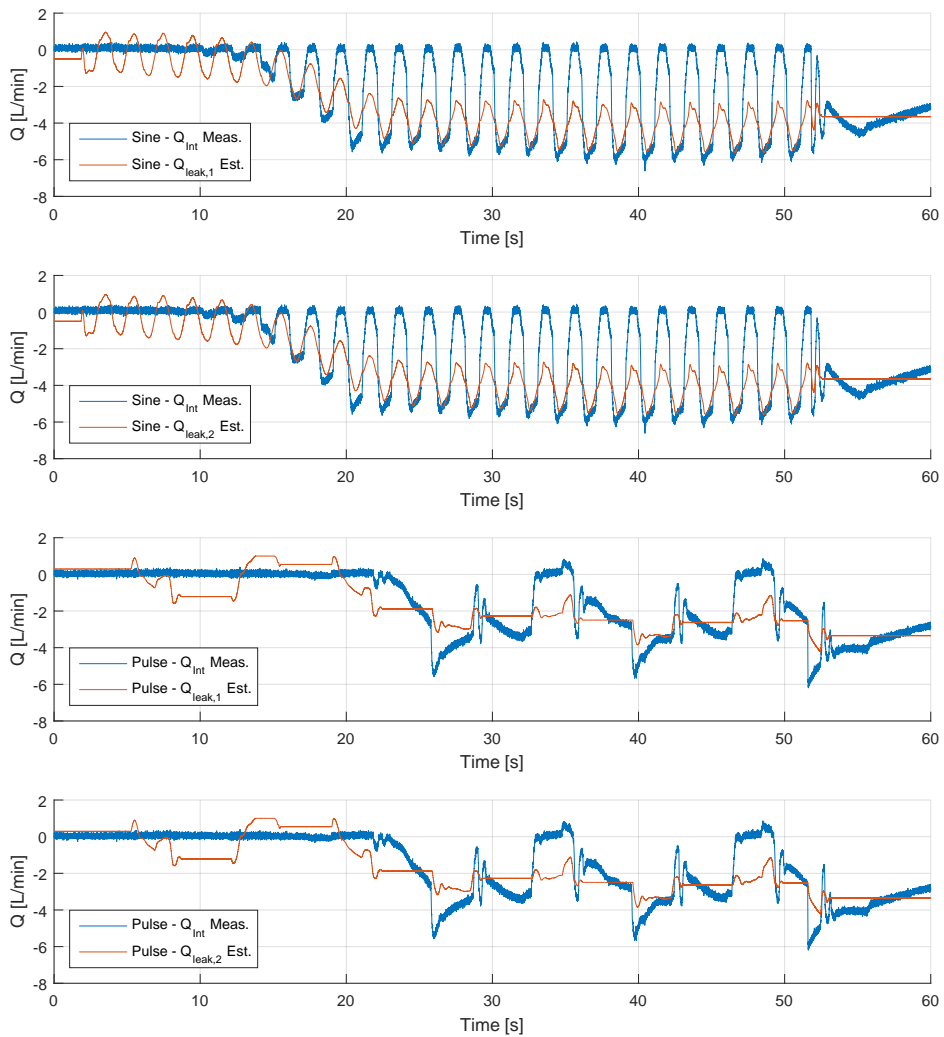 2
0
-2
-4
-6
-8
Q [L/min]
Sine - Q_Int Meas.
Sine - Q_leak,1 Est.
0 10 20 30 40 50 60
Time [s]
2
0
-2
-4
-6
-8
Q [L/min]
Sine - Q_Int Meas.
Sine - Q_leak,2 Est.
0 10 20 30 40 50 60
Time [s]
2
0
-2
-4
-6
-8
Q [L/min]
Pulse - Q_Int Meas.
Pulse - Q_leak,1 Est.
0 10 20 30 40 50 60
Time [s]
2
0
-2
-4
-6
-8
Q [L/min]
Pulse - Q_Int Meas.
Pulse - Q_leak,2 Est.
0 10 20 30 40 50 60
Time [s]